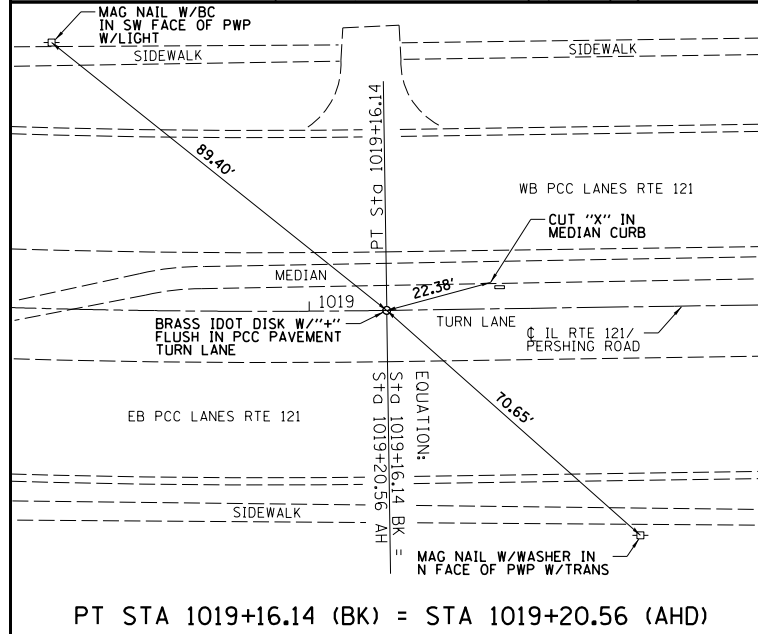 MAG NAIL W/BC
IN SW FACE OF PWP
W/LIGHT
SIDEWALK
SIDEWALK
PT Sta 1019+16.14
89.40'
WB PCC LANES RTE 121
CUT "X" IN
MEDIAN CURB
MEDIAN
22.38'
1019
BRASS IDOT DISK W/"+"
FLUSH IN PCC PAVEMENT
TURN LANE
TURN LANE
℄ IL RTE 121/
PERSHING ROAD
EQUATION:
Sta 1019+16.14 BK =
Sta 1019+20.56 AH
70.65'
EB PCC LANES RTE 121
SIDEWALK
MAG NAIL W/WASHER IN
N FACE OF PWP W/TRANS
PT STA 1019+16.14 (BK) = STA 1019+20.56 (AHD)